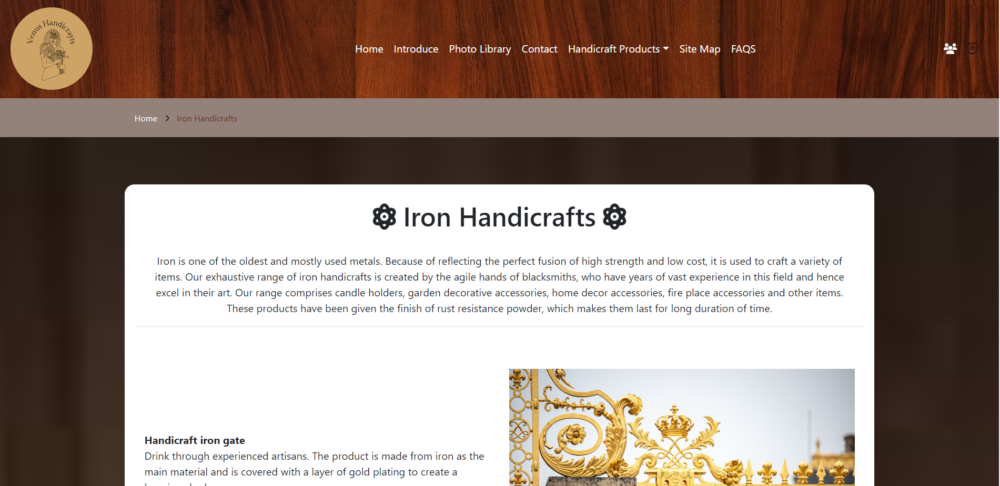 Venus Handicrayts
Home Introduce Photo Library Contact Handicraft Products Site Map FAQS
Home Iron Handicrafts
Iron Handicrafts
Iron is one of the oldest and mostly used metals. Because of reflecting the perfect fusion of high strength and low cost, it is used to craft a variety of
items. Our exhaustive range of iron handicrafts is created by the agile hands of blacksmiths, who have years of vast experience in this field and hence
excel in their art. Our range comprises candle holders, garden decorative accessories, home decor accessories, fire place accessories and other items.
These products have been given the finish of rust resistance powder, which makes them last for long duration of time.
Handicraft iron gate
Drink through experienced artisans. The product is made from iron as the
main material and is covered with a layer of gold plating to create a